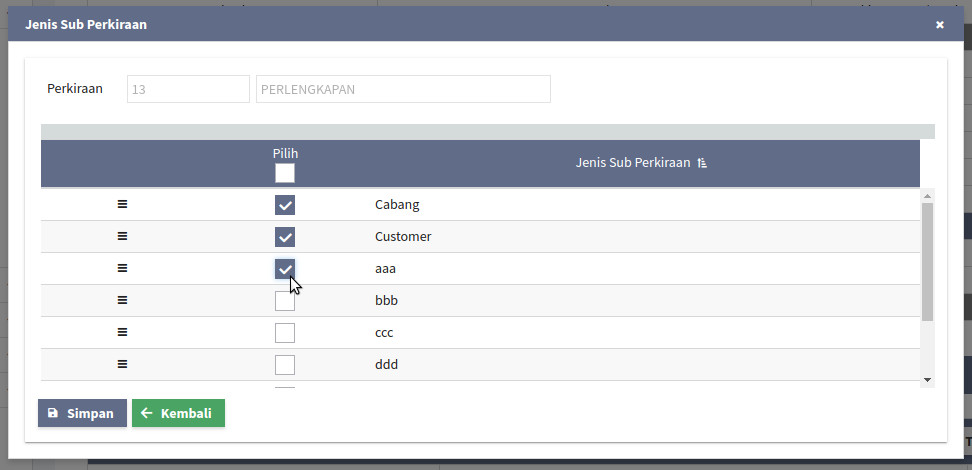 Jenis Sub Perkiraan ×
Perkiraan 13 PERLENGKAPAN
Pilih
Jenis Sub Perkiraan
Cabang
Customer
aaa
bbb
ccc
ddd
Simpan Kembali
T